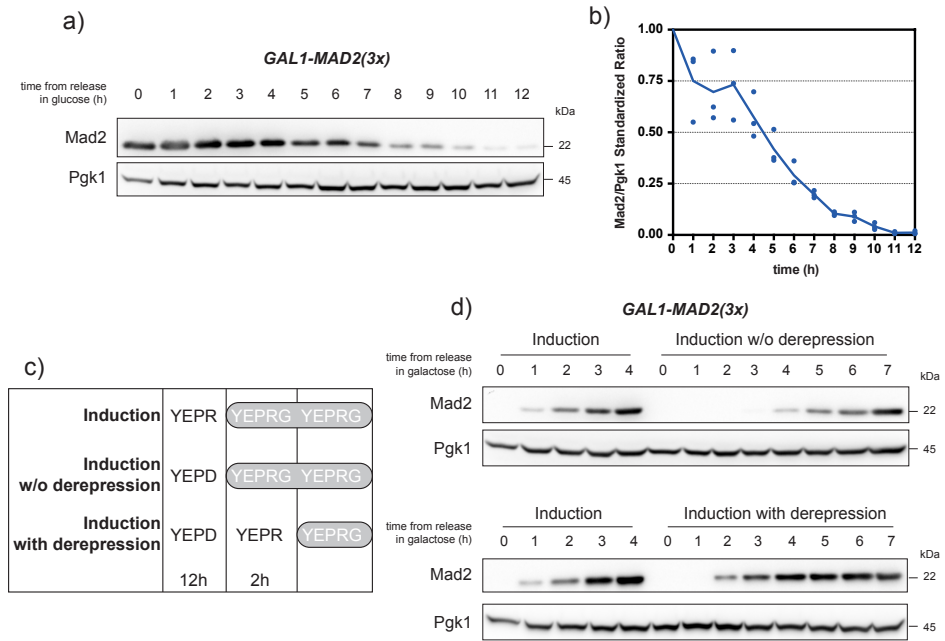 a)
GAL1-MAD2(3x)
time from release
in glucose (h)
0 1 2 3 4 5 6 7 8 9 10 11 12
kDa
Mad2
22
Pgk1
45
b)
Mad2/Pgk1 Standardized Ratio
1.00
0.75
0.50
0.25
0.00
0 1 2 3 4 5 6 7 8 9 10 11 12
time (h)
c)
Induction YEPR YEPRG YEPRG
Induction
w/o derepression YEPD YEPRG YEPRG
Induction
with derepression YEPD YEPR YEPRG
12h 2h
d)
GAL1-MAD2(3x)
Induction Induction w/o derepression
time from release
in galactose (h)
0 1 2 3 4 0 1 2 3 4 5 6 7
kDa
Mad2
22
Pgk1
45
Induction Induction with derepression
time from release
in galactose (h)
0 1 2 3 4 0 1 2 3 4 5 6 7
kDa
Mad2
22
Pgk1
45